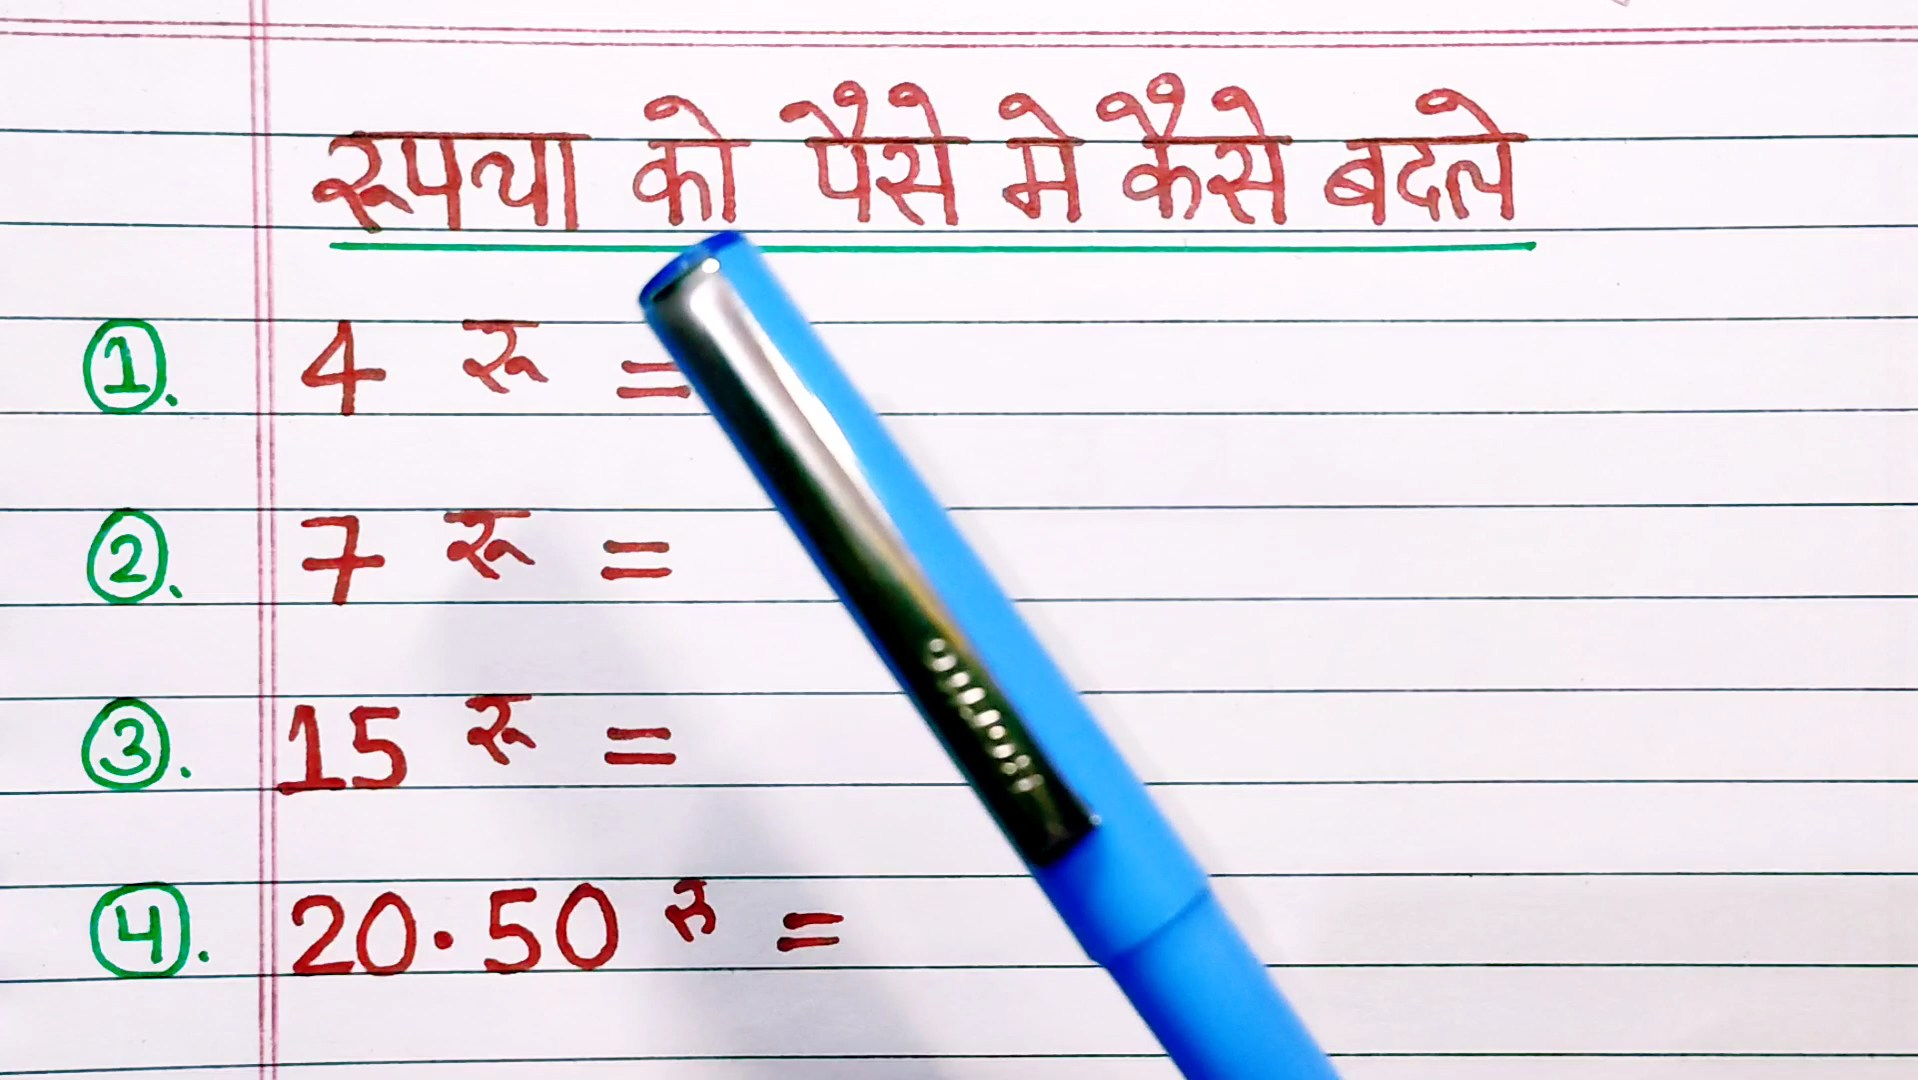 रूपया को पैसे मे कैसे बदले
1. 4 रू =
2. 7 रू =
3. 15 रू =
4. 20.50 रू =